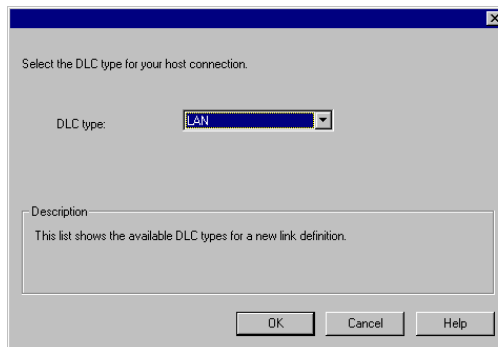 Select the DLC type for your host connection.
DLC type:
LAN
Description
This list shows the available DLC types for a new link definition.
OK
Cancel
Help